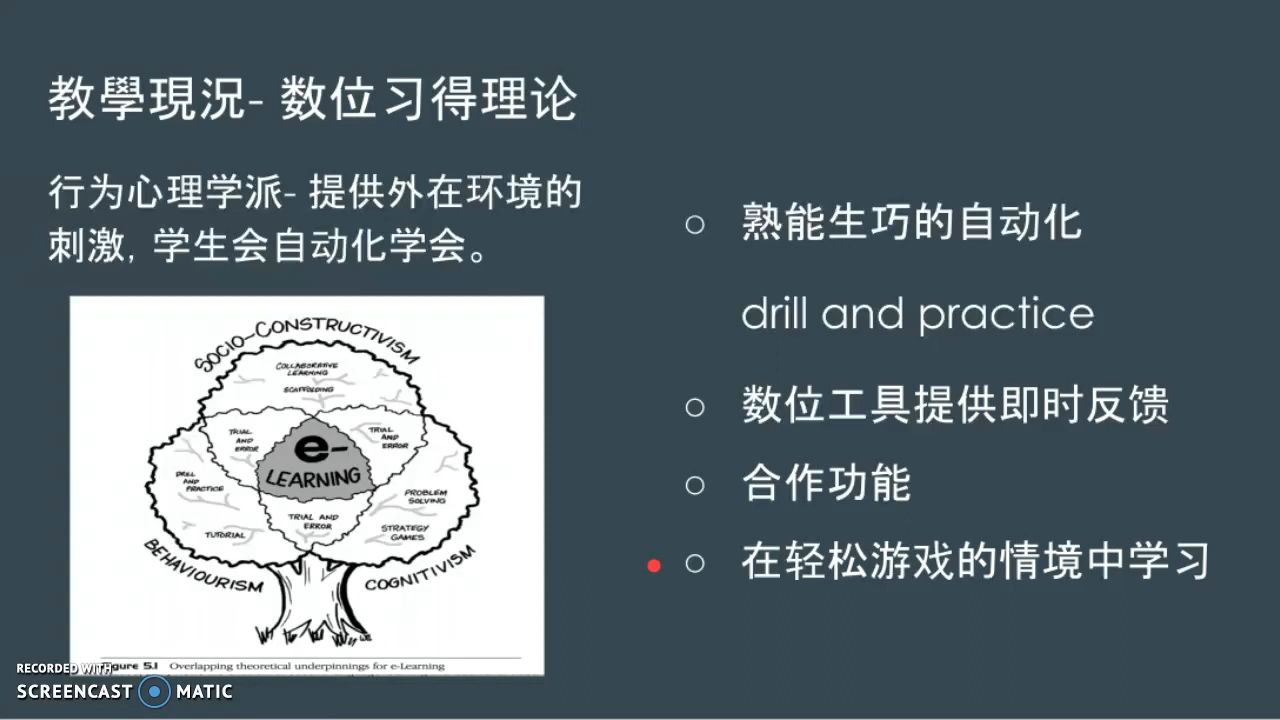 教學現況- 数位习得理论
行为心理学派- 提供外在环境的
刺激, 学生会自动化学会。
SOCIO-CONSTRUCTIVISM
COLLABORATIVE
LEARNING
SCAFFOLDING
TRIAL
AND
ERROR
TRIAL
AND
ERROR
e-
LEARNING
DRILL
AND
PRACTICE
PROBLEM
SOLVING
TRIAL AND
ERROR
TUTORIAL
STRATEGY
GAMES
BEHAVIOURISM
COGNITIVISM
Figure 5.1 Overlapping theoretical underpinnings for e-Learning
○ 熟能生巧的自动化
drill and practice
○ 数位工具提供即时反馈
○ 合作功能
○ 在轻松游戏的情境中学习
RECORDED WITH
SCREENCAST MATIC